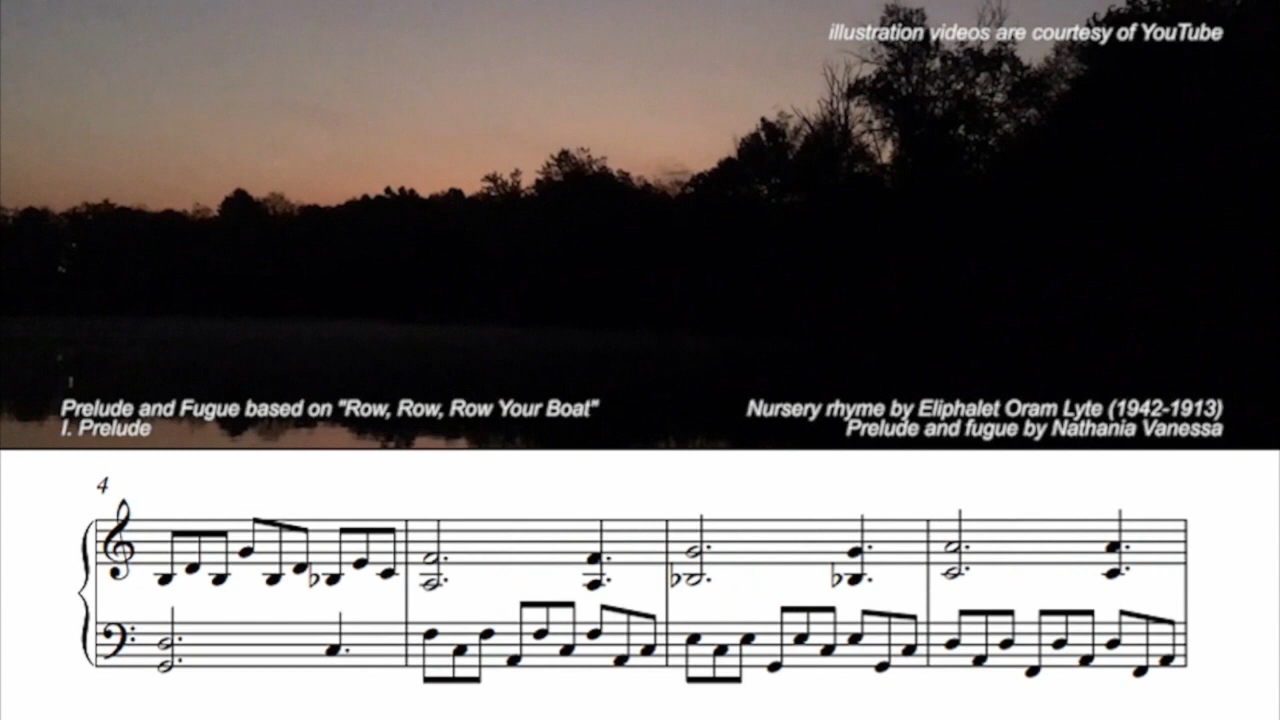 illustration videos are courtesy of YouTube
Prelude and Fugue based on "Row, Row, Row Your Boat"
I. Prelude
Nursery rhyme by Eliphalet Oram Lyte (1942-1913)
Prelude and fugue by Nathania Vanessa
4